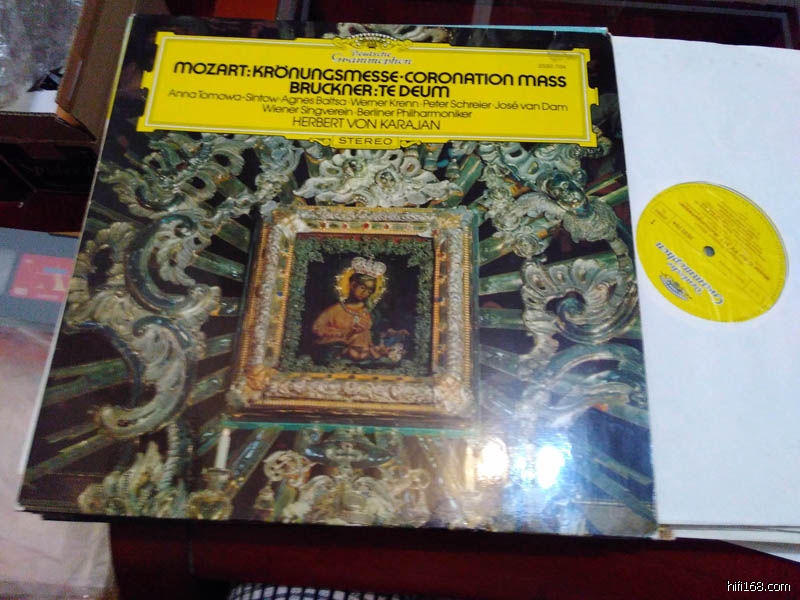 Deutsche
Grammophon
MOZART: KRÖNUNGSMESSE · CORONATION MASS
BRUCKNER: TE DEUM
Anna Tomowa-Sintow · Agnes Baltsa · Werner Krenn · Peter Schreier · José van Dam
Wiener Singverein · Berliner Philharmoniker
HERBERT VON KARAJAN
STEREO
Deutsche
Grammophon
hifi168.com